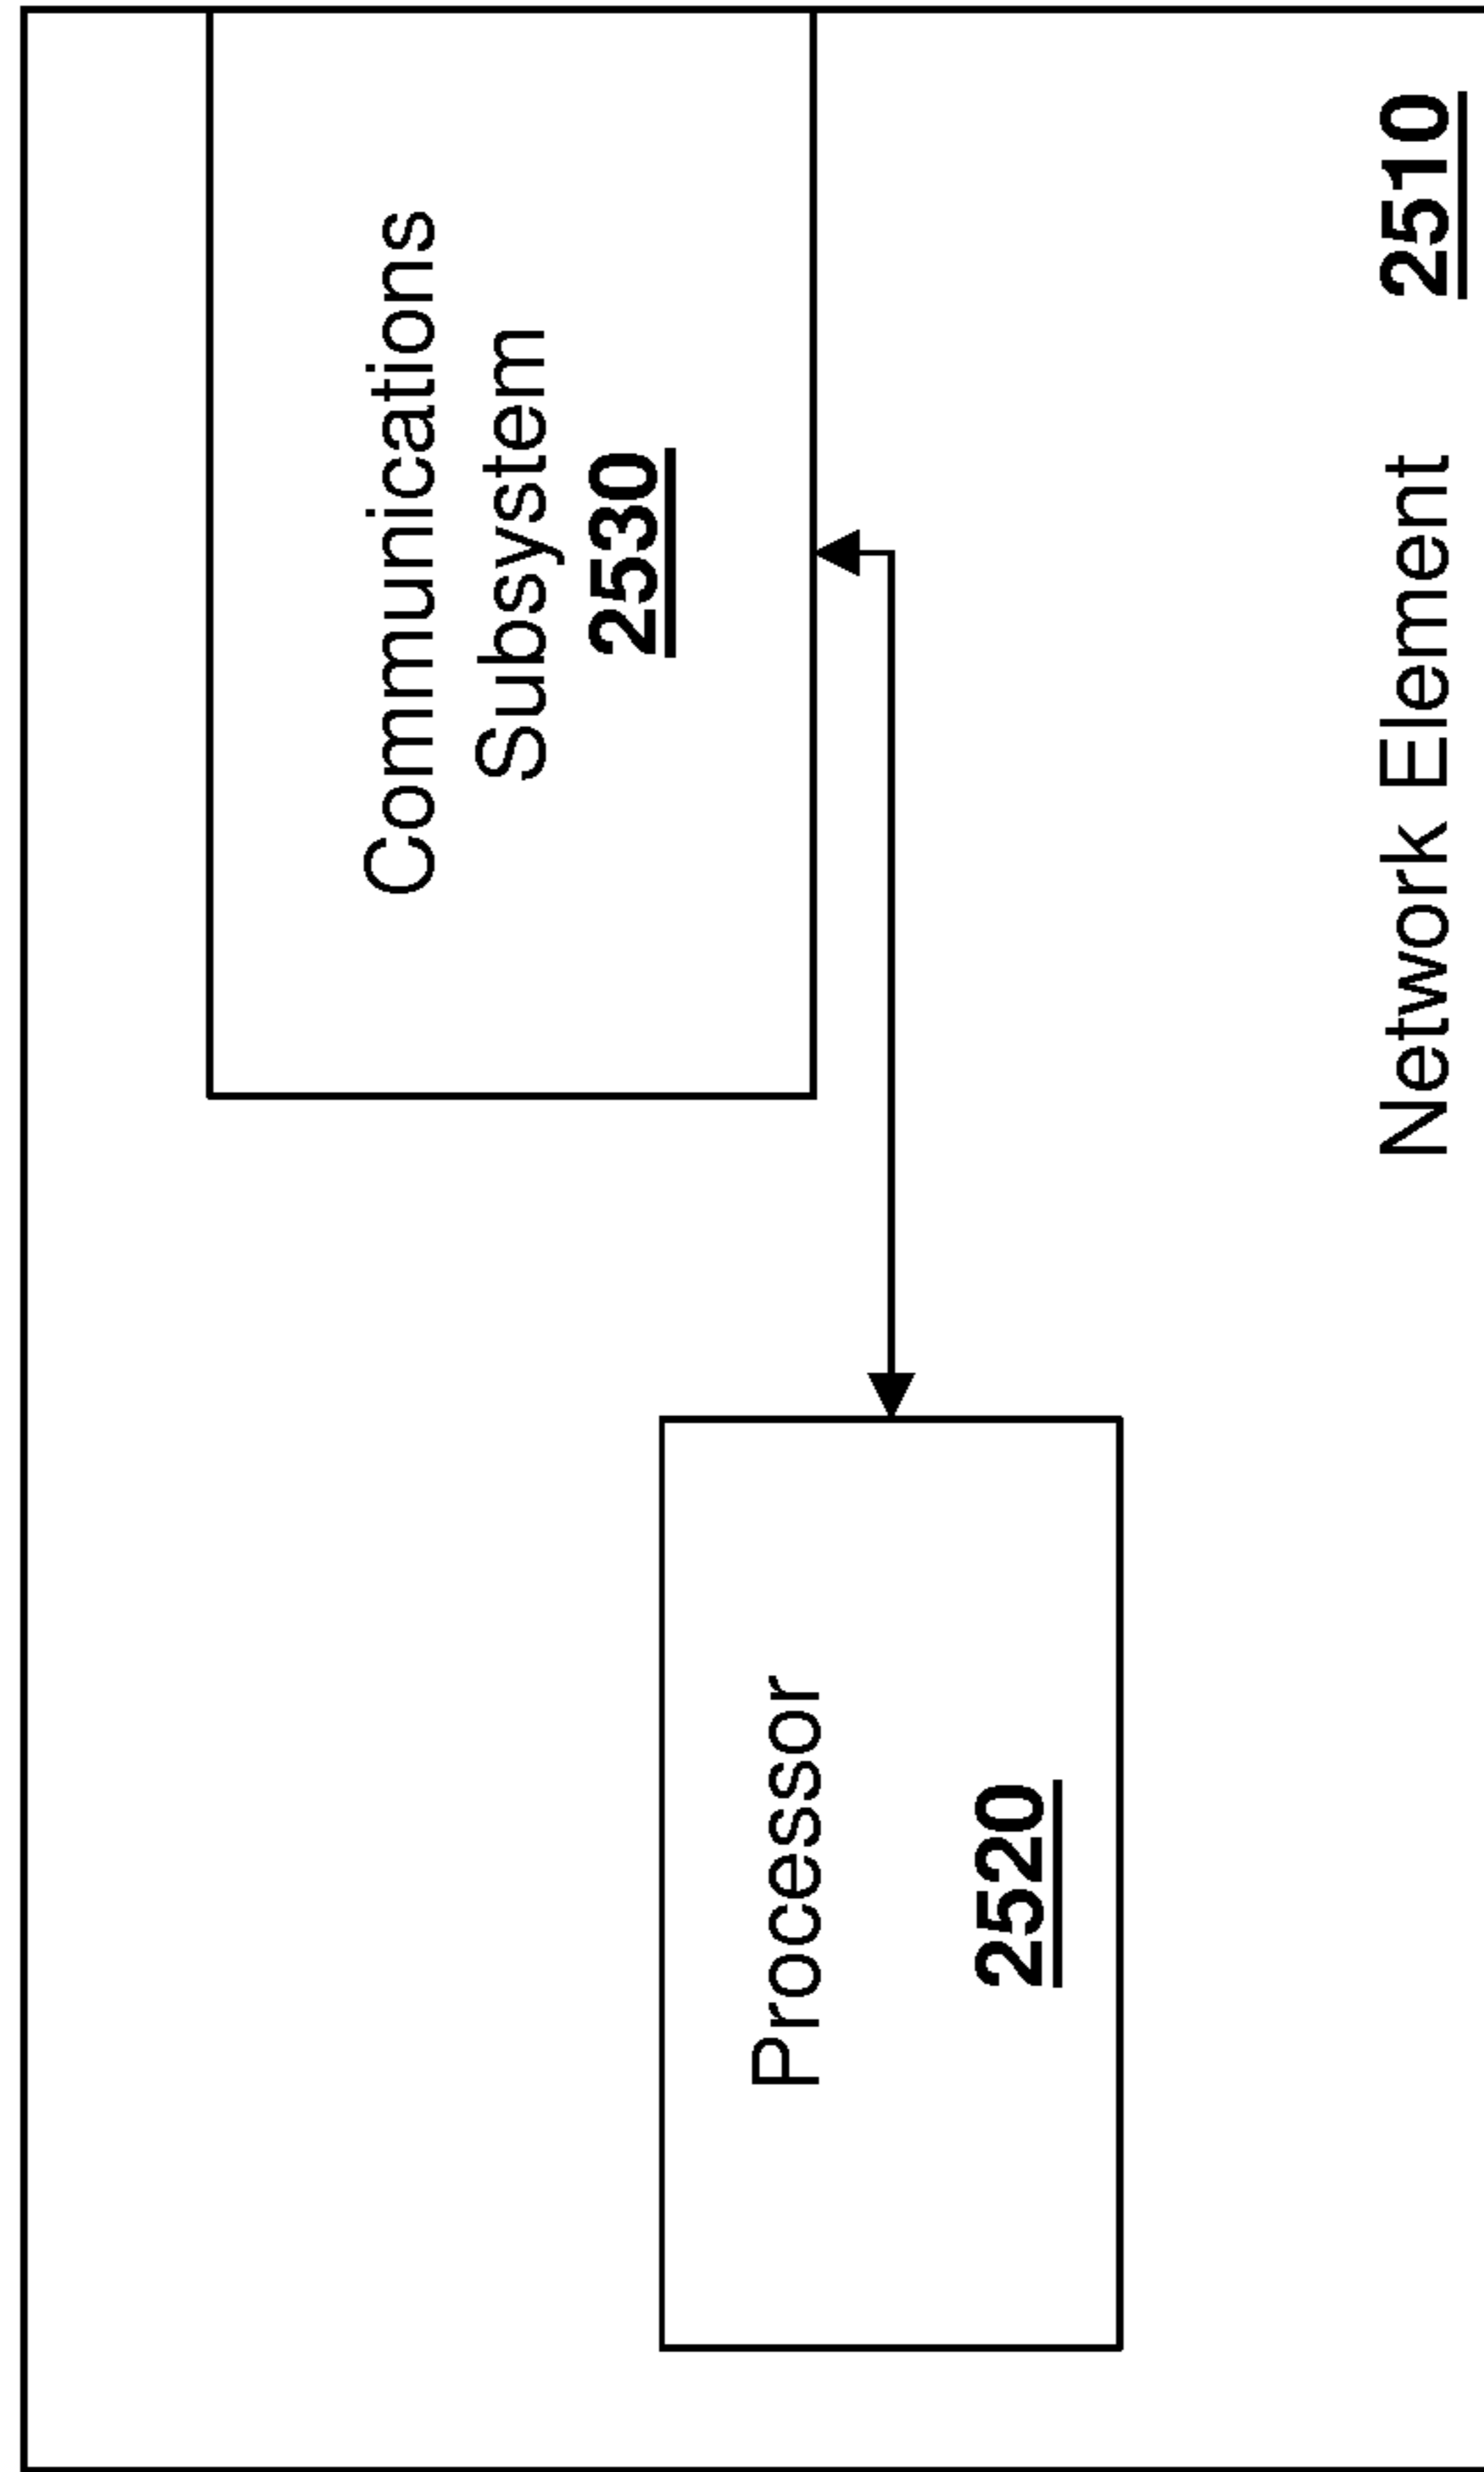 Communications
Subsystem
2530
Processor
2520
Network Element 2510